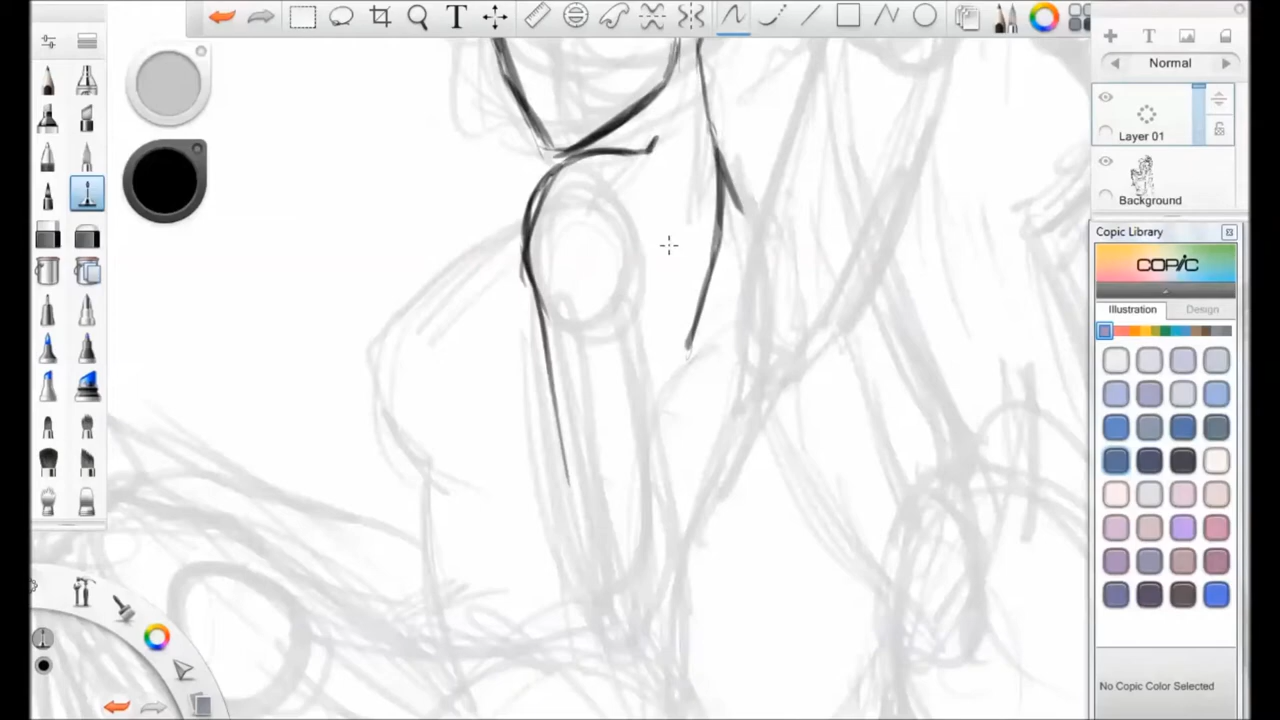 T
T
Normal
Layer 01
Background
Copic Library
COPIC
Illustration Design
No Copic Color Selected